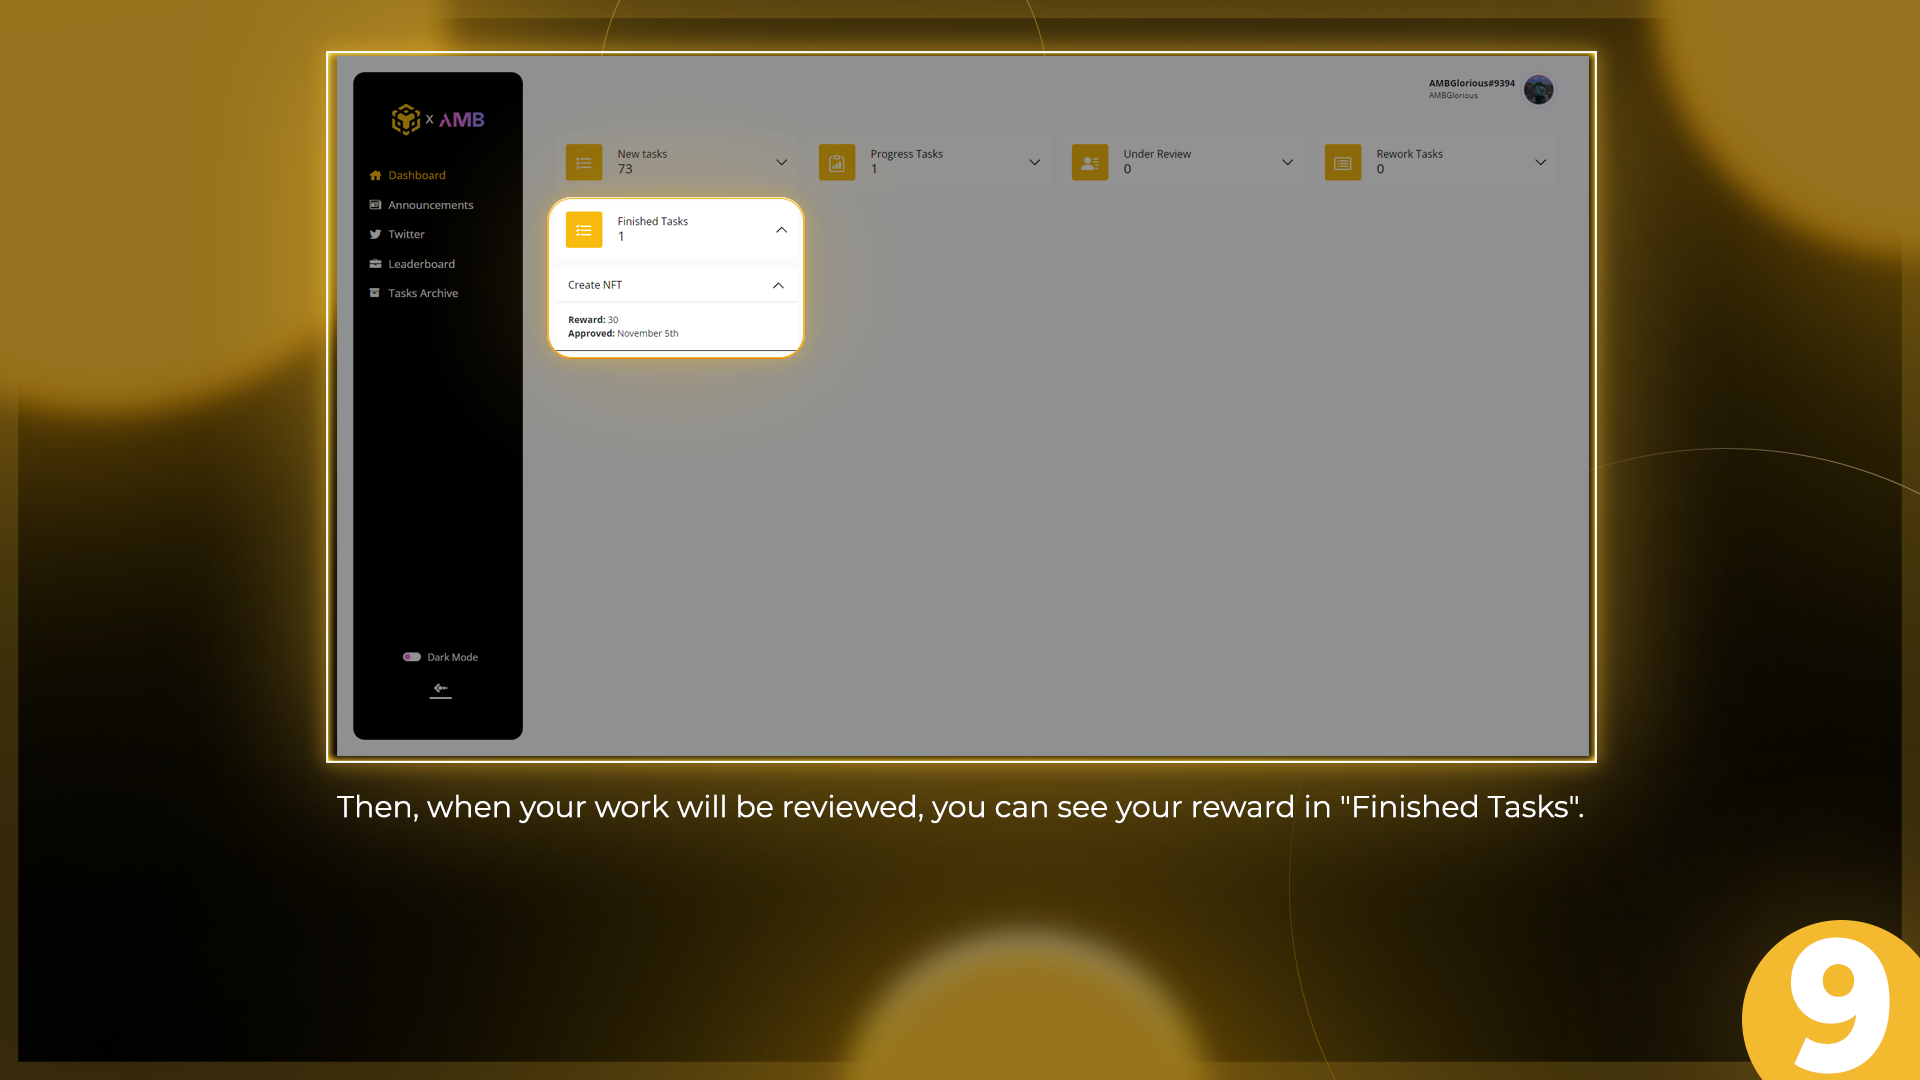 x AMB
AMBGlorious#9394
AMBGlorious
Dashboard
Announcements
Twitter
Leaderboard
Tasks Archive
Dark Mode
New tasks
73
Progress Tasks
1
Under Review
0
Rework Tasks
0
Finished Tasks
1
Create NFT
Reward: 30
Approved: November 5th
Then, when your work will be reviewed, you can see your reward in "Finished Tasks".
9